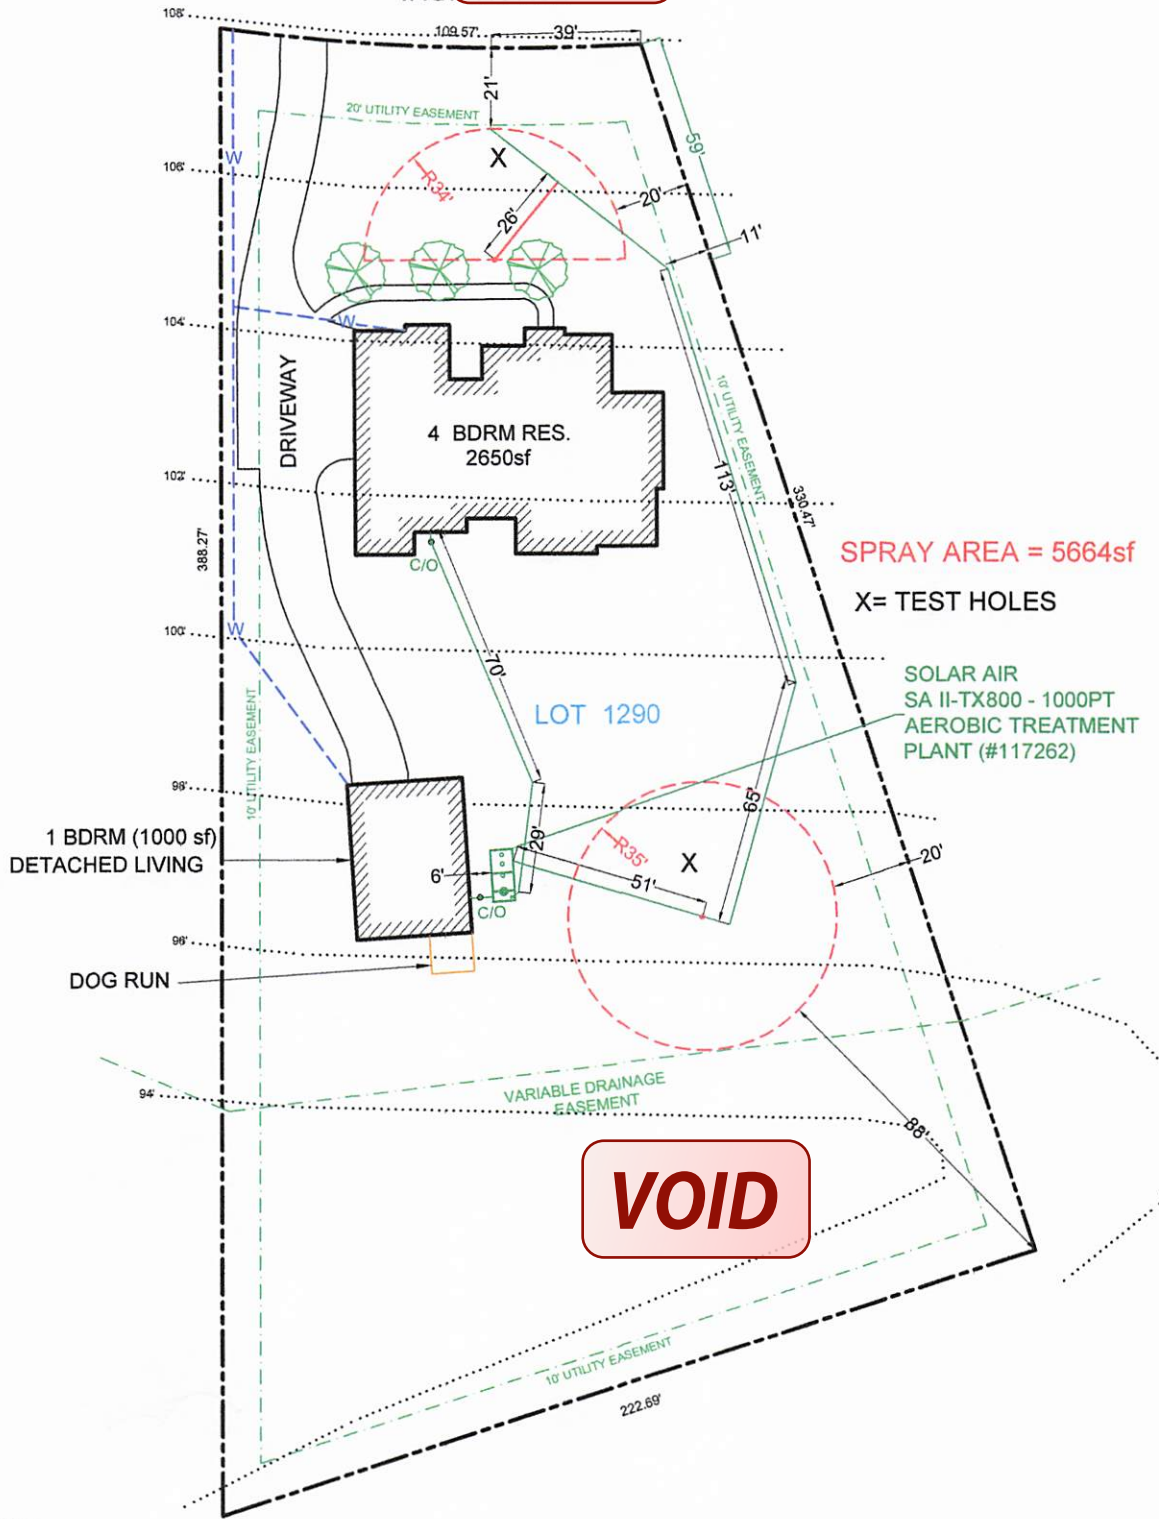 108'
109.57'
39'
21'
20' UTILITY EASEMENT
59'
W
X
106'
R34'
26'
20'
11'
104'
W
DRIVEWAY
4 BDRM RES.
2650sf
10' UTILITY EASEMENT
113'
102'
330.47'
388.27'
SPRAY AREA = 5664sf
C/O
X= TEST HOLES
100'
W
70'
SOLAR AIR
SA II-TX800 - 1000PT
AEROBIC TREATMENT
PLANT (#117262)
LOT 1290
10' UTILITY EASEMENT
98'
65'
1 BDRM (1000 sf)
DETACHED LIVING
29'
R35'
X
20'
6'
51'
C/O
96'
DOG RUN
94'
VARIABLE DRAINAGE
EASEMENT
88'
VOID
10' UTILITY EASEMENT
222.69'